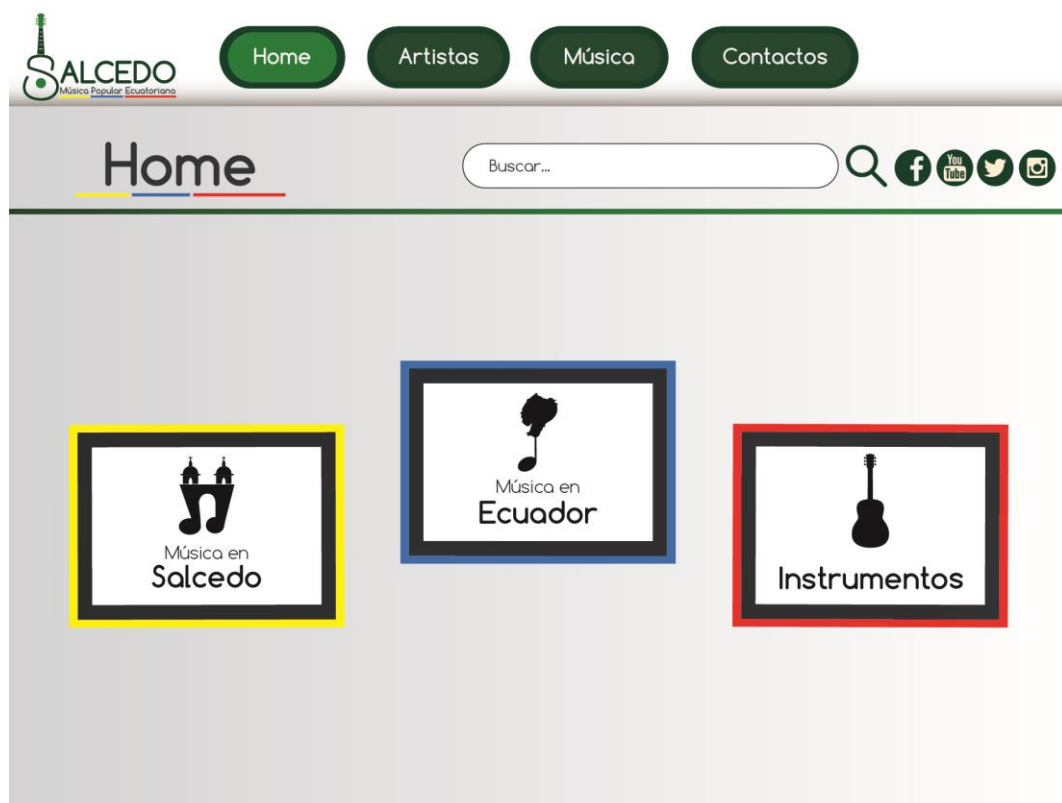 SALCEDO
Música Popular Ecuatoriana
Home
Artistas
Música
Contactos
Home
Buscar...
f
You
Tube
Música en
Salcedo
Música en
Ecuador
Instrumentos